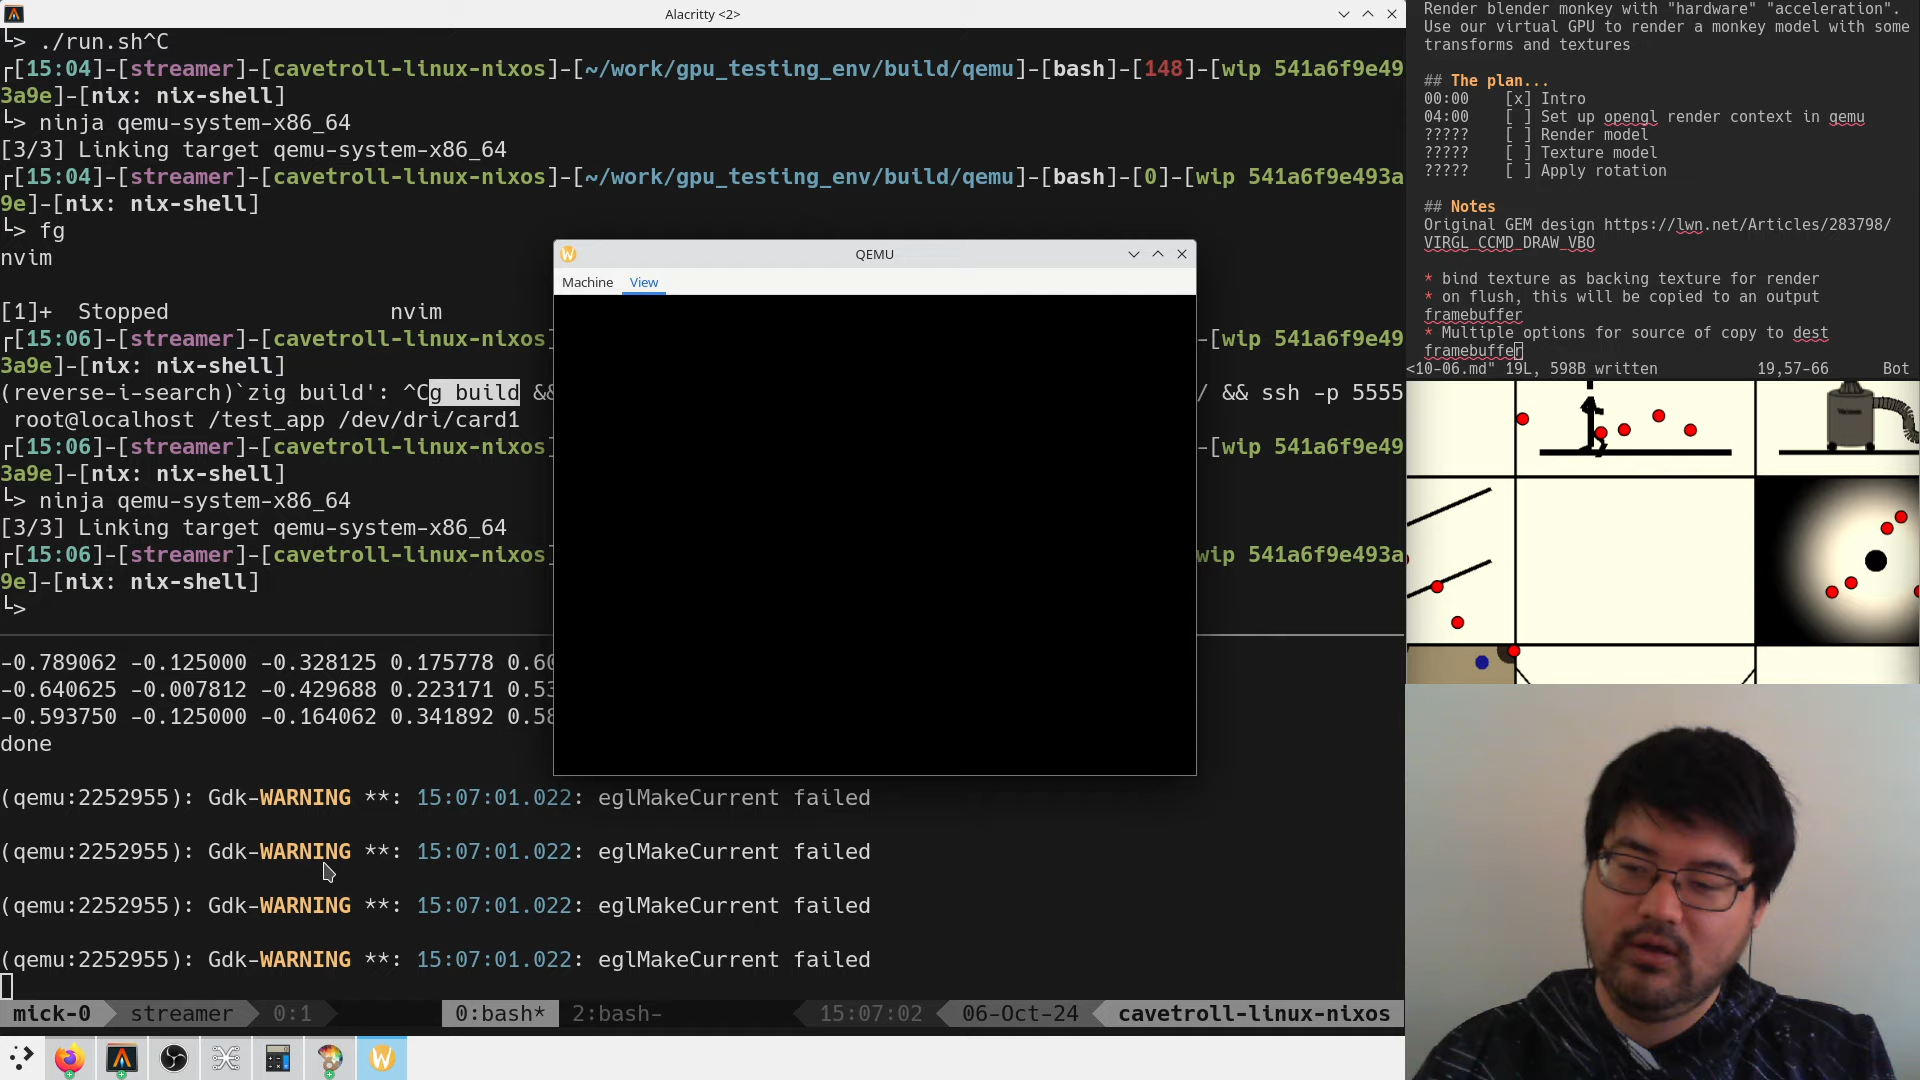 Alacritty <2>
└> ./run.sh^C
┌[15:04]-[streamer]-[cavetroll-linux-nixos]-[~/work/gpu_testing_env/build/qemu]-[bash]-[148]-[wip 541a6f9e49
3a9e]-[nix: nix-shell]
└> ninja qemu-system-x86_64
[3/3] Linking target qemu-system-x86_64
┌[15:04]-[streamer]-[cavetroll-linux-nixos]-[~/work/gpu_testing_env/build/qemu]-[bash]-[0]-[wip 541a6f9e493a
9e]-[nix: nix-shell]
└> fg
nvim
[1]+  Stopped                 nvim
┌[15:06]-[streamer]-[cavetroll-linux-nixos]
-[wip 541a6f9e49
3a9e]-[nix: nix-shell]
(reverse-i-search)`zig build': ^Cg build &&
/ && ssh -p 5555
root@localhost /test_app /dev/dri/card1
┌[15:06]-[streamer]-[cavetroll-linux-nixos]
-[wip 541a6f9e49
3a9e]-[nix: nix-shell]
└> ninja qemu-system-x86_64
[3/3] Linking target qemu-system-x86_64
┌[15:06]-[streamer]-[cavetroll-linux-nixos]
wip 541a6f9e493a
9e]-[nix: nix-shell]
└>
QEMU
Machine View
-0.789062 -0.125000 -0.328125 0.175778 0.60
-0.640625 -0.007812 -0.429688 0.223171 0.53
-0.593750 -0.125000 -0.164062 0.341892 0.58
done
(qemu:2252955): Gdk-WARNING **: 15:07:01.022: eglMakeCurrent failed
(qemu:2252955): Gdk-WARNING **: 15:07:01.022: eglMakeCurrent failed
(qemu:2252955): Gdk-WARNING **: 15:07:01.022: eglMakeCurrent failed
(qemu:2252955): Gdk-WARNING **: 15:07:01.022: eglMakeCurrent failed
mick-0 streamer 0:1 0:bash* 2:bash- 15:07:02 06-Oct-24 cavetroll-linux-nixos
Render blender monkey with "hardware" "acceleration".
Use our virtual GPU to render a monkey model with some
transforms and textures
## The plan...
00:00    [x] Intro
04:00    [ ] Set up opengl render context in qemu
?????    [ ] Render model
?????    [ ] Texture model
?????    [ ] Apply rotation
## Notes
Original GEM design https://lwn.net/Articles/283798/
VIRGL_CCMD_DRAW_VBO
* bind texture as backing texture for render
* on flush, this will be copied to an output
framebuffer
* Multiple options for source of copy to dest
framebuffer
<10-06.md" 19L, 598B written 19,57-66 Bot